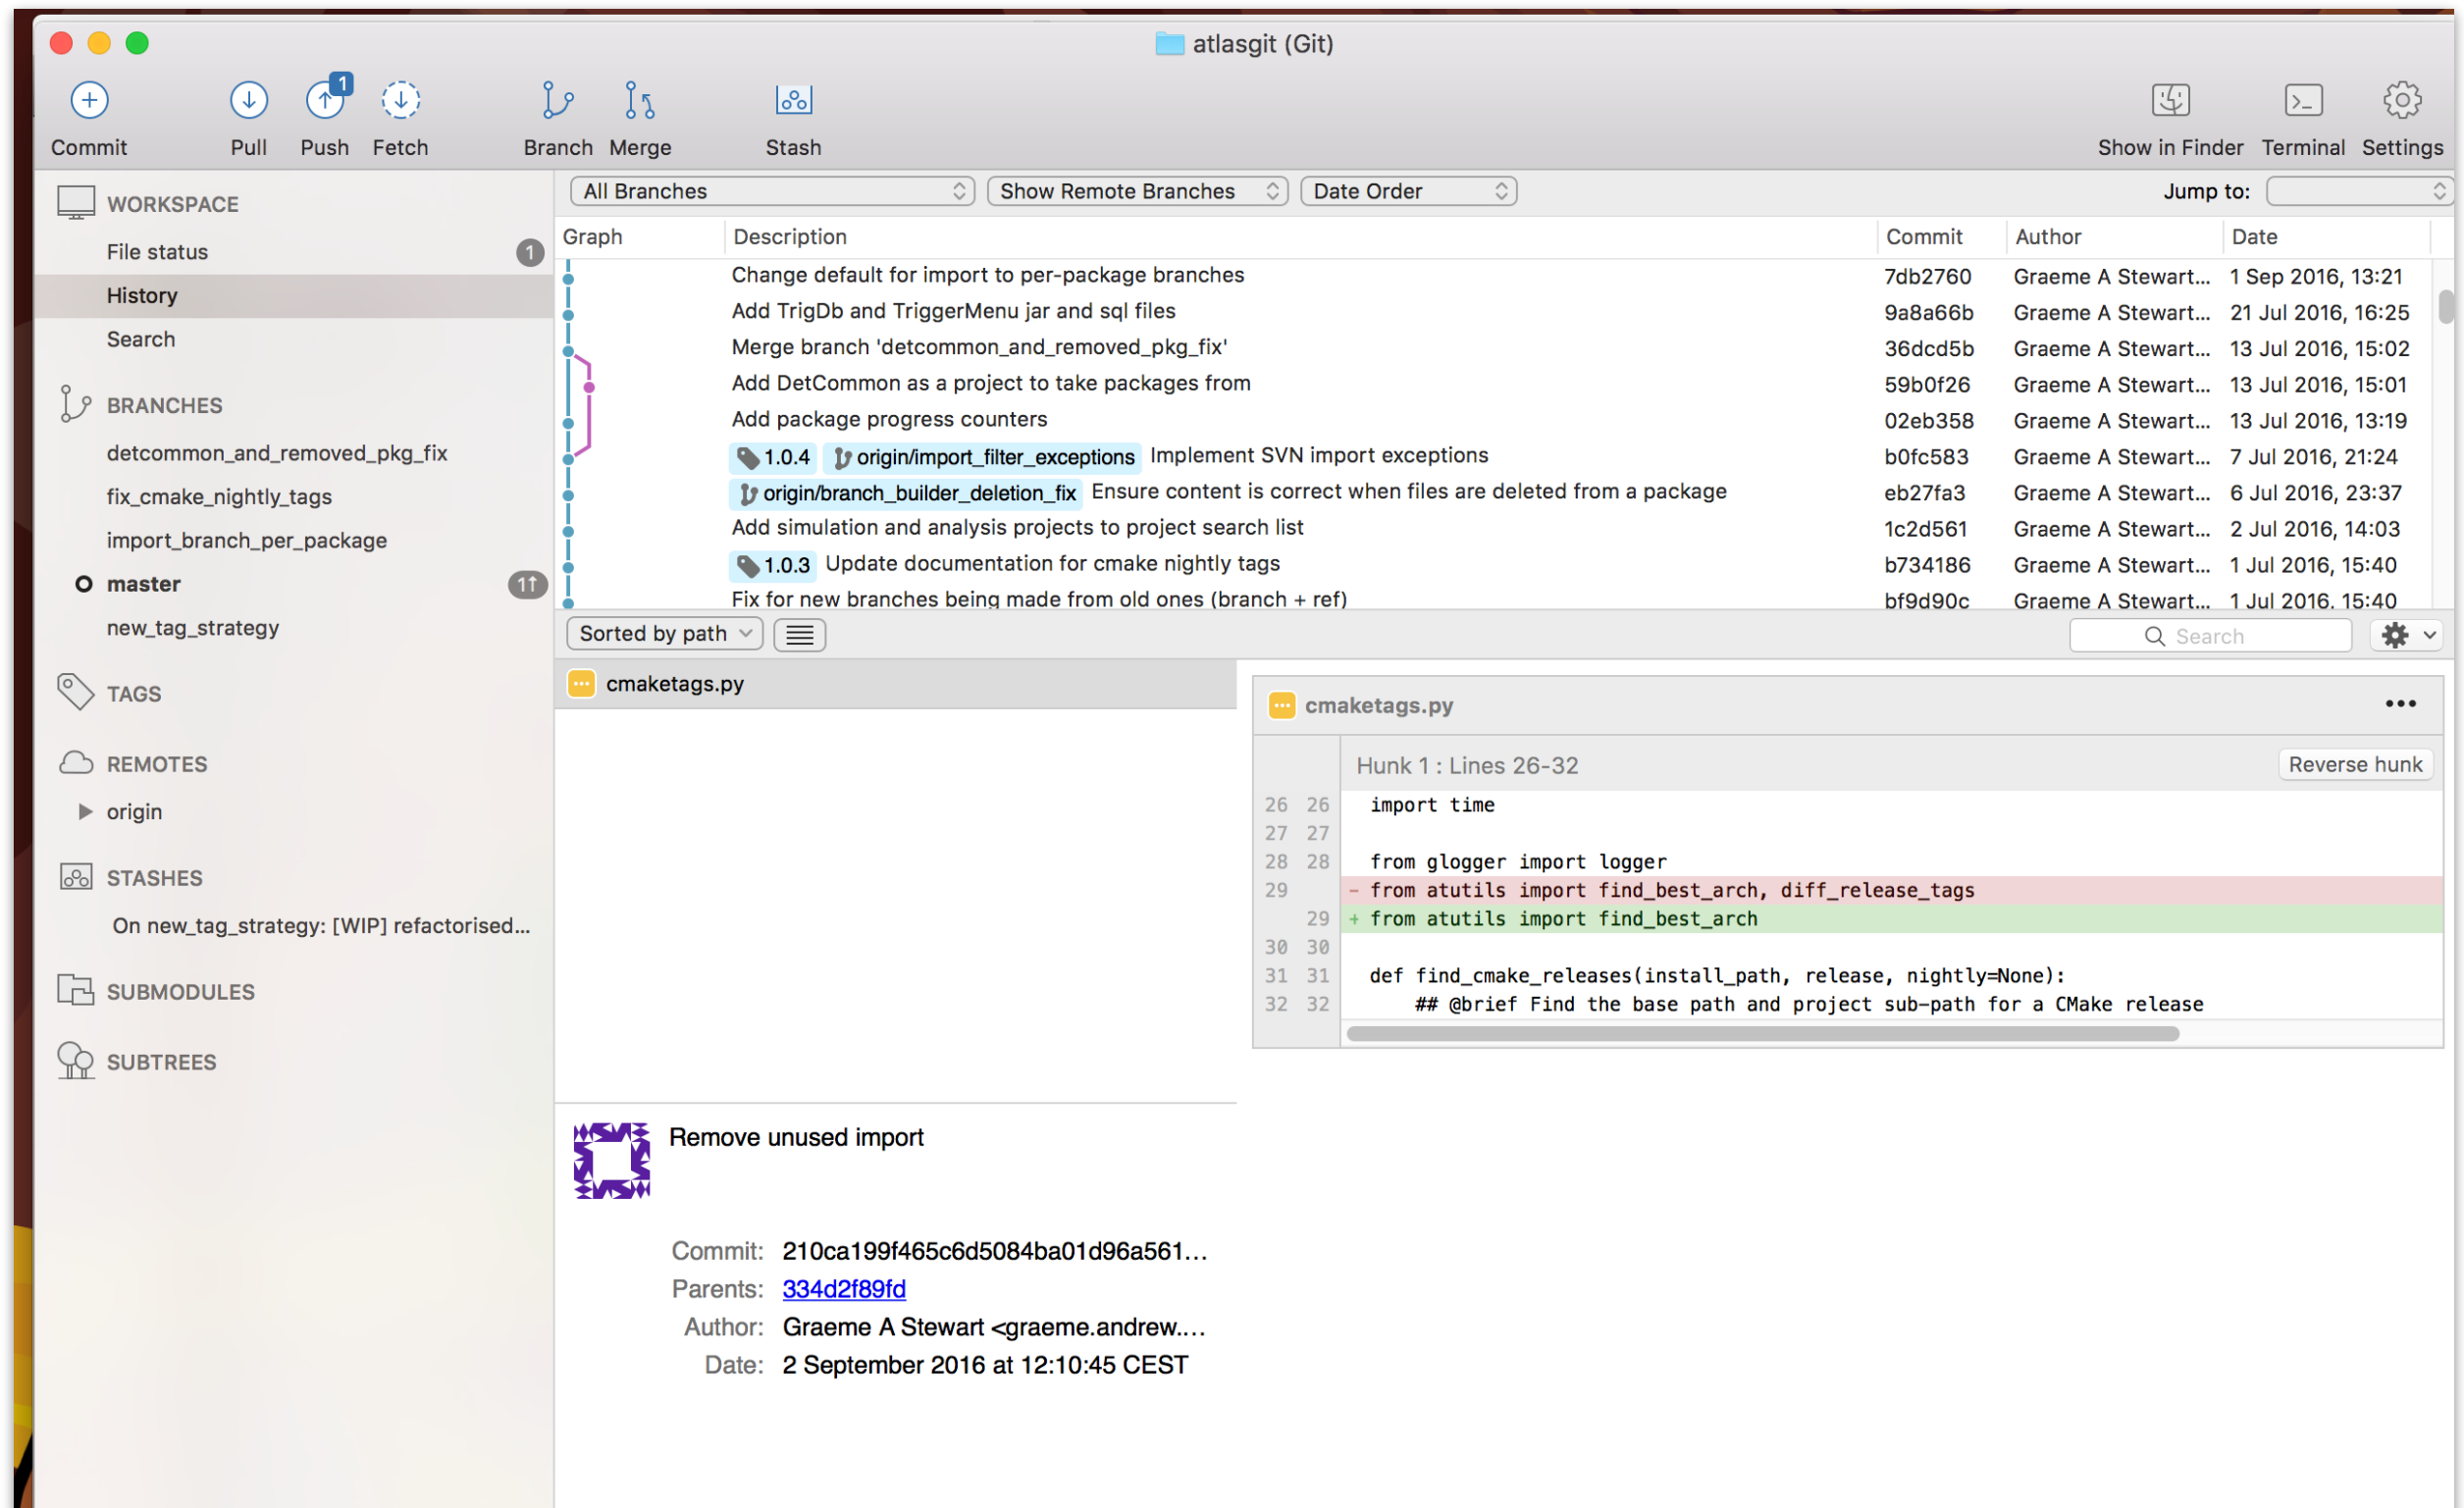 atlasgit (Git)
1
Commit Pull Push Fetch Branch Merge Stash Show in Finder Terminal Settings
WORKSPACE
File status 1
History
Search
BRANCHES
detcommon_and_removed_pkg_fix
fix_cmake_nightly_tags
import_branch_per_package
master 1↑
new_tag_strategy
TAGS
REMOTES
origin
STASHES
On new_tag_strategy: [WIP] refactorised...
SUBMODULES
SUBTREES
All Branches Show Remote Branches Date Order Jump to:
Graph Description Commit Author Date
Change default for import to per-package branches 7db2760 Graeme A Stewart... 1 Sep 2016, 13:21
Add TrigDb and TriggerMenu jar and sql files 9a8a66b Graeme A Stewart... 21 Jul 2016, 16:25
Merge branch 'detcommon_and_removed_pkg_fix' 36dcd5b Graeme A Stewart... 13 Jul 2016, 15:02
Add DetCommon as a project to take packages from 59b0f26 Graeme A Stewart... 13 Jul 2016, 15:01
Add package progress counters 02eb358 Graeme A Stewart... 13 Jul 2016, 13:19
1.0.4 origin/import_filter_exceptions Implement SVN import exceptions b0fc583 Graeme A Stewart... 7 Jul 2016, 21:24
origin/branch_builder_deletion_fix Ensure content is correct when files are deleted from a package eb27fa3 Graeme A Stewart... 6 Jul 2016, 23:37
Add simulation and analysis projects to project search list 1c2d561 Graeme A Stewart... 2 Jul 2016, 14:03
1.0.3 Update documentation for cmake nightly tags b734186 Graeme A Stewart... 1 Jul 2016, 15:40
Fix for new branches being made from old ones (branch + ref) bf9d90c Graeme A Stewart... 1 Jul 2016, 15:40
Sorted by path Search
cmaketags.py
cmaketags.py
Hunk 1 : Lines 26-32 Reverse hunk
26 26 import time
27 27
28 28 from glogger import logger
29 - from atutils import find_best_arch, diff_release_tags
29 + from atutils import find_best_arch
30 30
31 31 def find_cmake_releases(install_path, release, nightly=None):
32 32 ## @brief Find the base path and project sub-path for a CMake release
Remove unused import
Commit: 210ca199f465c6d5084ba01d96a561...
Parents: 334d2f89fd
Author: Graeme A Stewart <graeme.andrew....
Date: 2 September 2016 at 12:10:45 CEST